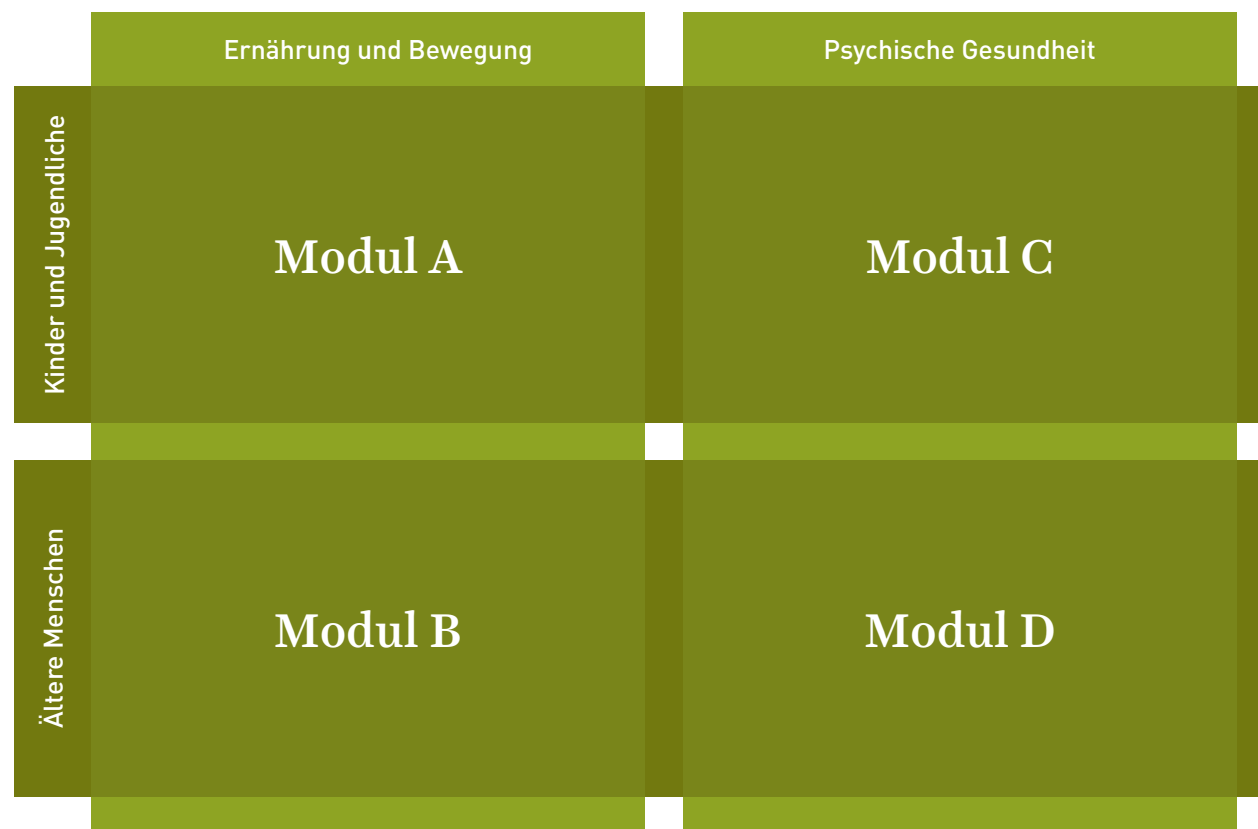 Ernährung und Bewegung
Psychische Gesundheit
Kinder und Jugendliche
Modul A
Modul C
Ältere Menschen
Modul B
Modul D